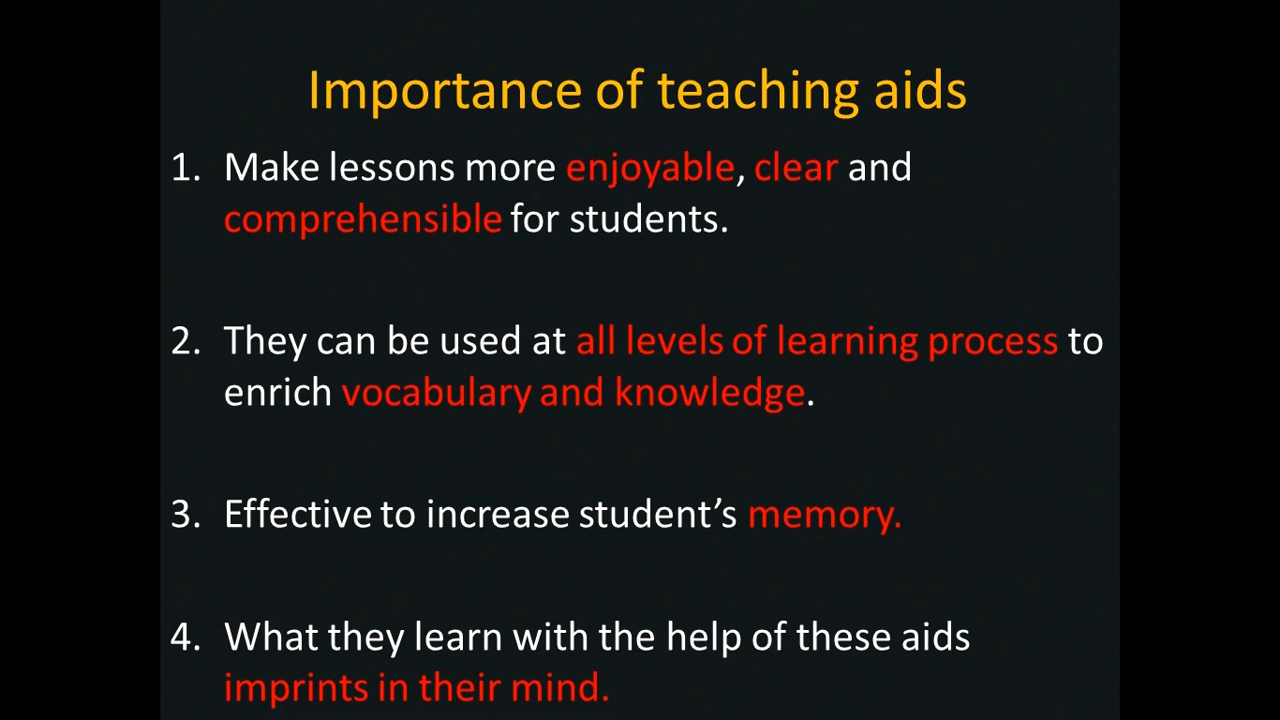 Importance of teaching aids
1. Make lessons more enjoyable, clear and
comprehensible for students.
2. They can be used at all levels of learning process to
enrich vocabulary and knowledge.
3. Effective to increase student’s memory.
4. What they learn with the help of these aids
imprints in their mind.